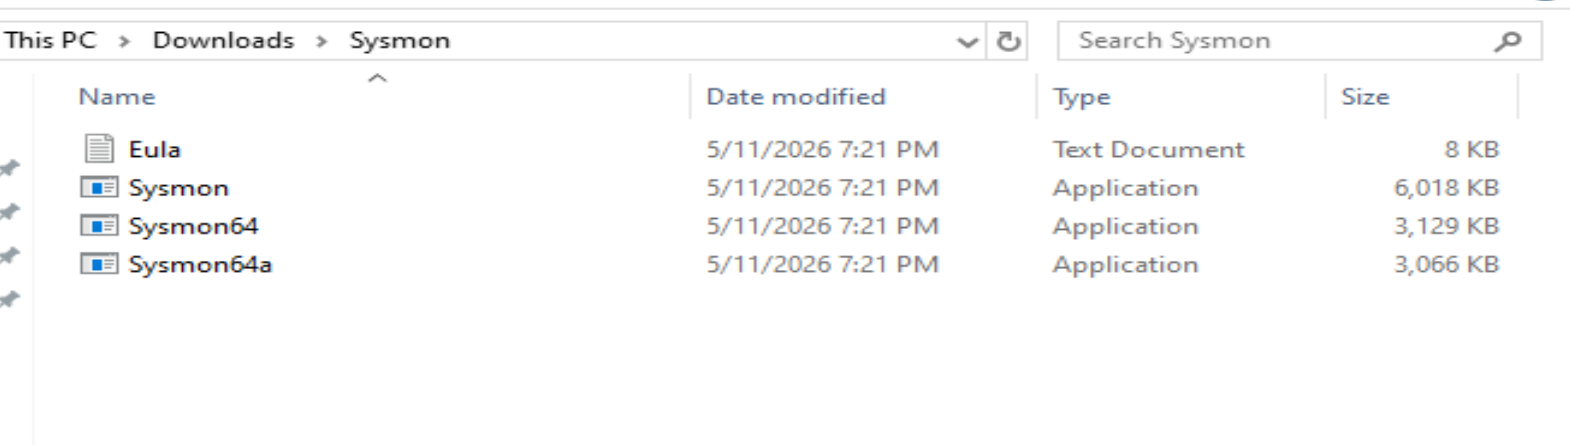 This PC > Downloads > Sysmon Search Sysmon
Name Date modified Type Size
Eula 5/11/2026 7:21 PM Text Document 8 KB
Sysmon 5/11/2026 7:21 PM Application 6,018 KB
Sysmon64 5/11/2026 7:21 PM Application 3,129 KB
Sysmon64a 5/11/2026 7:21 PM Application 3,066 KB